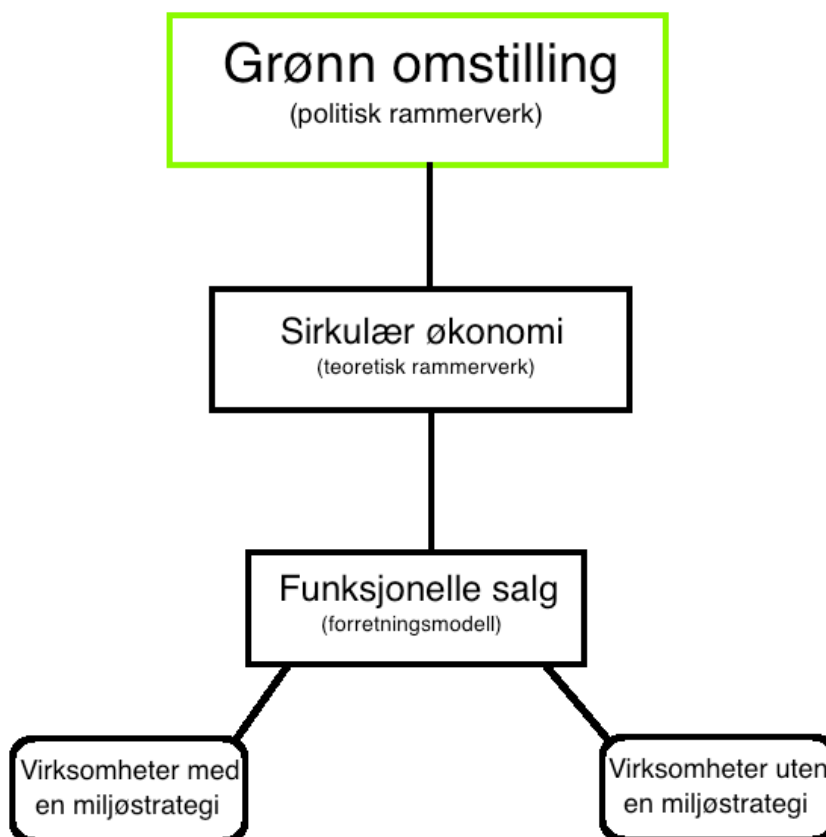 Grønn omstilling
(politisk rammerverk)
Sirkulær økonomi
(teoretisk rammerverk)
Funksjonelle salg
(forretningsmodell)
Virksomheter med
en miljøstrategi
Virksomheter uten
en miljøstrategi